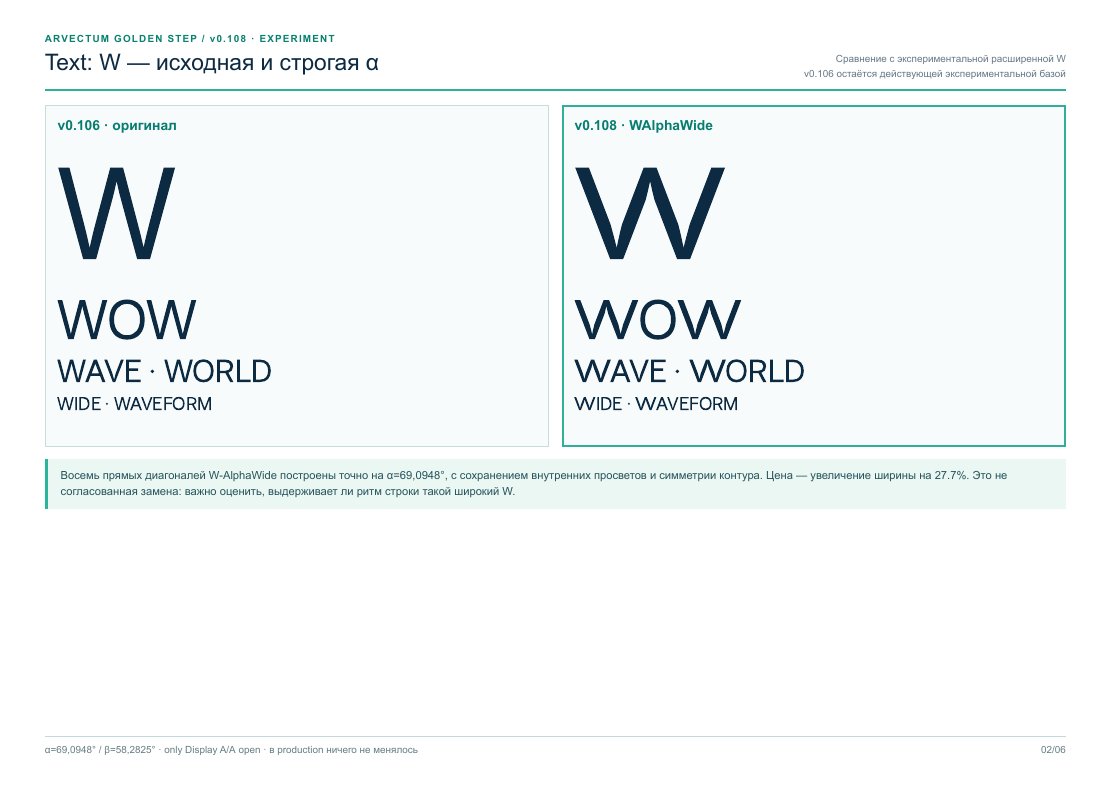 ARVECTUM GOLDEN STEP / v0.108 · EXPERIMENT
Text: W — исходная и строгая α
Сравнение с экспериментальной расширенной W
v0.106 остаётся действующей экспериментальной базой
v0.106 · оригинал
W
WOW
WAVE · WORLD
WIDE · WAVEFORM
v0.108 · WAlphaWide
W
WOW
WAVE · WORLD
WIDE · WAVEFORM
Восемь прямых диагоналей W-AlphaWide построены точно на α=69,0948°, с сохранением внутренних просветов и симметрии контура. Цена — увеличение ширины на 27.7%. Это не
согласованная замена: важно оценить, выдерживает ли ритм строки такой широкий W.
α=69,0948° / β=58,2825° · only Display A/A open · в production ничего не менялось
02/06